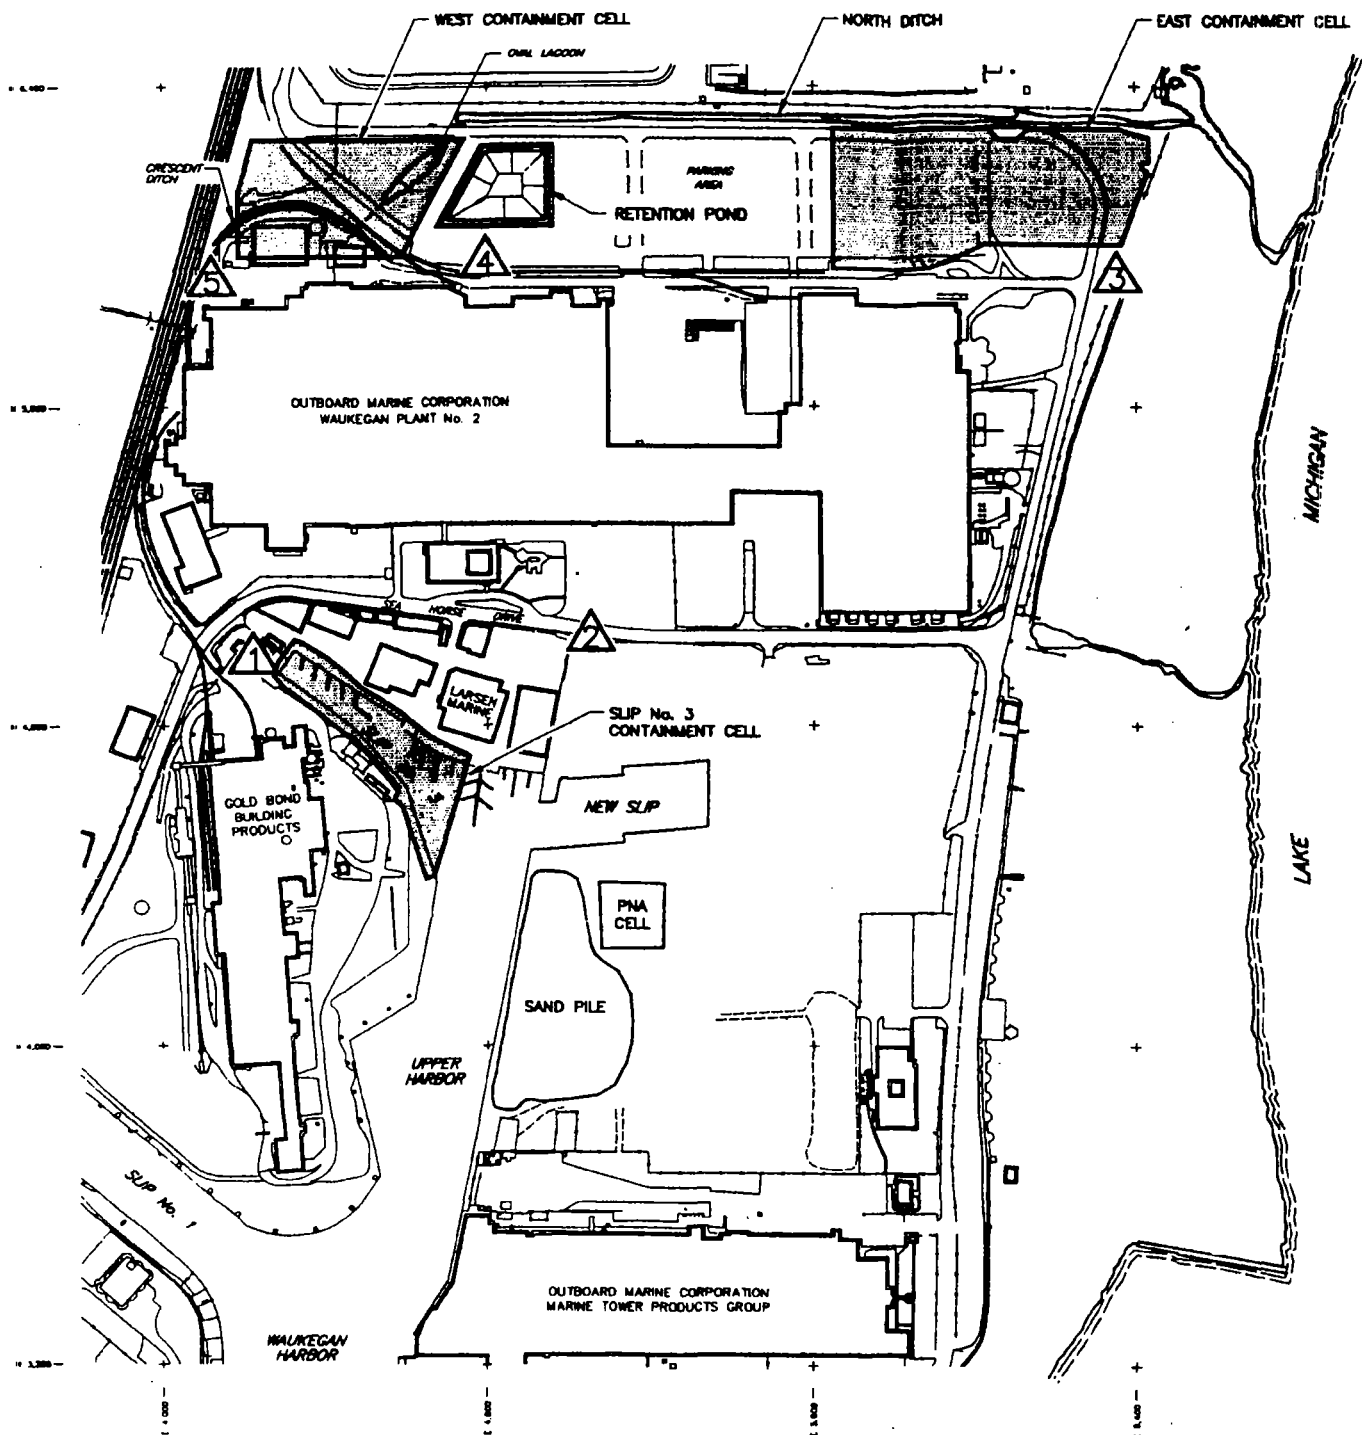 WEST CONTAINMENT CELL
NORTH DITCH
EAST CONTAINMENT CELL
OVAL LAGOON
CRESCENT
DITCH
PARKING
AREA
RETENTION POND
5
4
3
OUTBOARD MARINE CORPORATION
WAUKEGAN PLANT No. 2
MICHIGAN
SEA HORSE DRIVE
2
1
LARSEN
MARINE
SLIP No. 3
CONTAINMENT CELL
NEW SLIP
GOLD BOND
BUILDING
PRODUCTS
LAKE
PNA
CELL
SAND PILE
UPPER
HARBOR
SLIP No. 1
OUTBOARD MARINE CORPORATION
MARINE TOWER PRODUCTS GROUP
WAUKEGAN
HARBOR